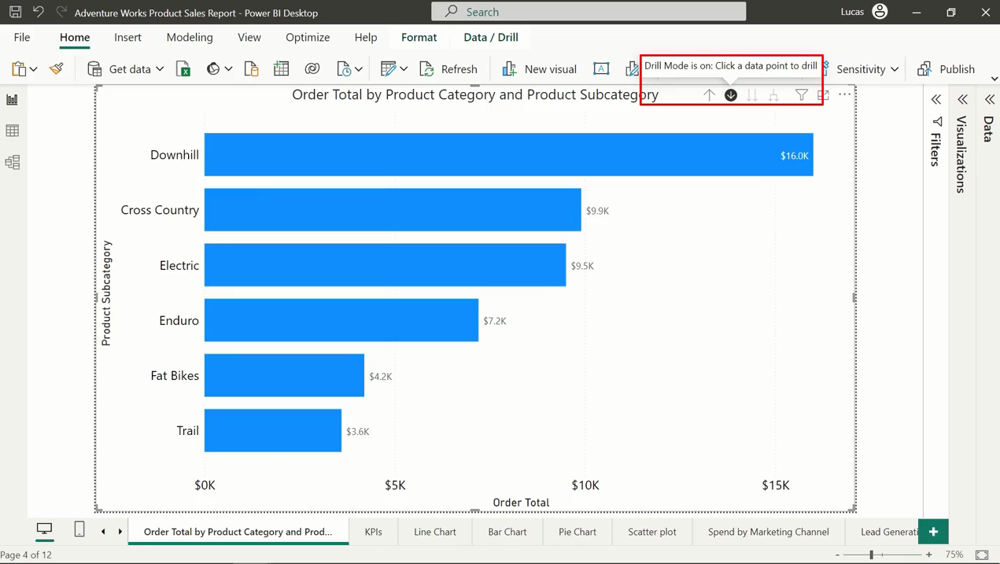 Adventure Works Product Sales Report - Power BI Desktop
Search
Lucas
File
Home
Insert
Modeling
View
Optimize
Help
Format
Data / Drill
Get data
Refresh
New visual
Sensitivity
Publish
Drill Mode is on: Click a data point to drill
Order Total by Product Category and Product Subcategory
Product Subcategory
Downhill
$16.0K
Cross Country
$9.9K
Electric
$9.5K
Enduro
$7.2K
Fat Bikes
$4.2K
Trail
$3.6K
$0K
$5K
$10K
$15K
Order Total
Filters
Visualizations
Data
Order Total by Product Category and Prod...
KPIs
Line Chart
Bar Chart
Pie Chart
Scatter plot
Spend by Marketing Channel
Lead Generati
Page 4 of 12
75%